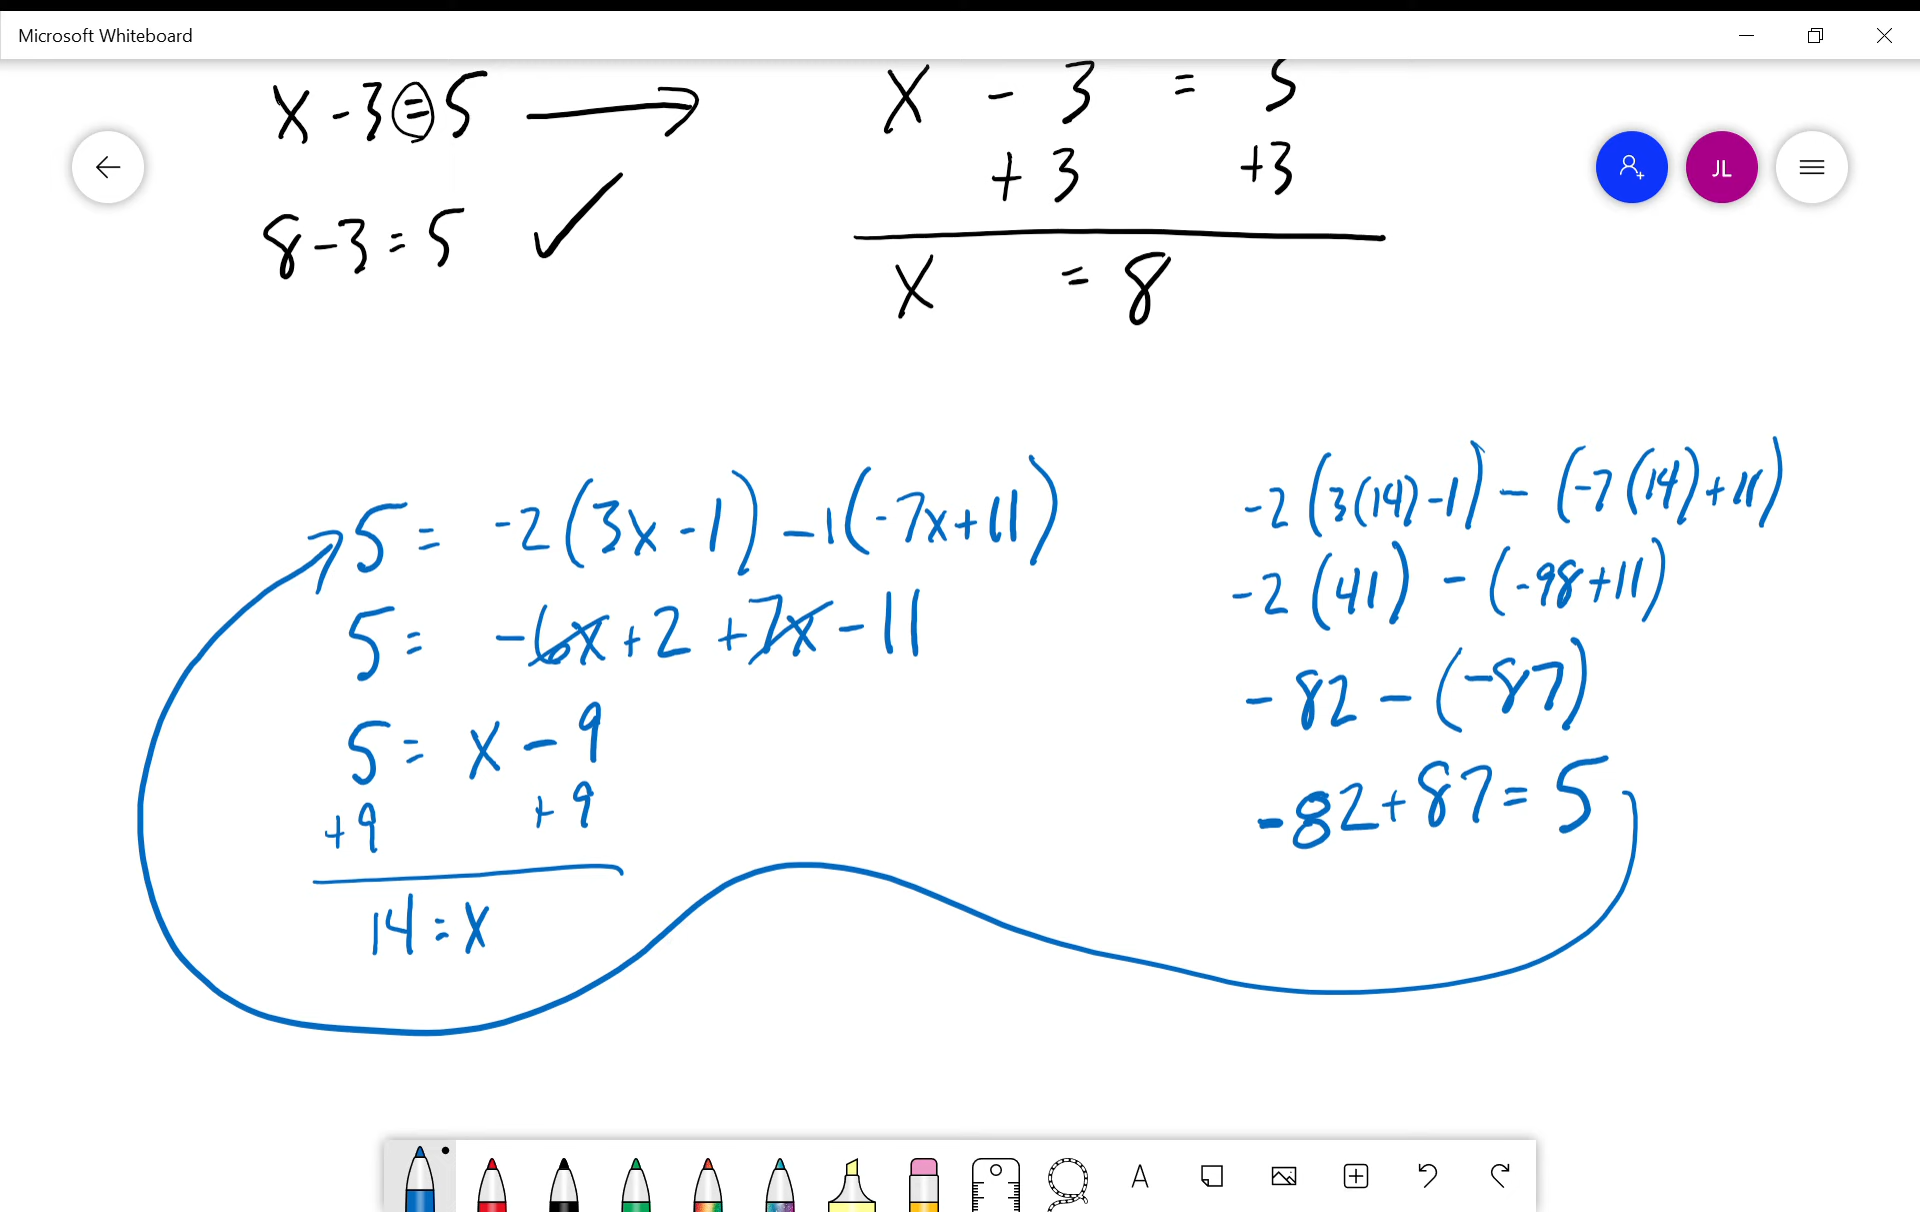 Microsoft Whiteboard
x - 3 = 5
8 - 3 = 5 ✓
x - 3 = 5
+ 3 +3
x = 8
JL
5 = -2(3x - 1) - 1(-7x + 11)
5 = -6x + 2 + 7x - 11
5 = x - 9
+9 + 9
14 = x
-2(3(14) - 1) - (-7(14) + 11)
-2(41) - (-98 + 11)
-82 - (-87)
-82 + 87 = 5
A